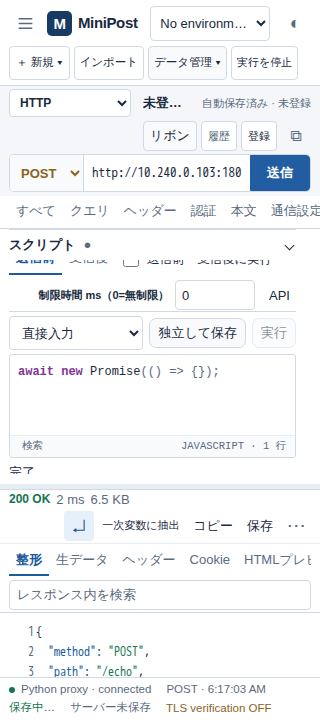 M MiniPost No environm…
＋ 新規 ▾ インポート データ管理 ▾ 実行を停止
HTTP 未登… 自動保存済み · 未登録
リボン 履歴 登録
POST http://10.240.0.103:180 送信
すべて クエリ ヘッダー 認証 本文 通信設定
スクリプト ●
送信前 受信後 送信前・受信後に実行
制限時間 ms（0=無制限） 0 API
直接入力 独立して保存 実行
await new Promise(() => {});
検索 JAVASCRIPT · 1 行
完了
200 OK 2 ms 6.5 KB
一次変数に抽出 コピー 保存 ···
整形 生データ ヘッダー Cookie HTMLプレビ
レスポンス内を検索
1 {
2 "method": "POST",
3 "path": "/echo",
Python proxy · connected POST · 6:17:03 AM
保存中… サーバー未保存 TLS verification OFF